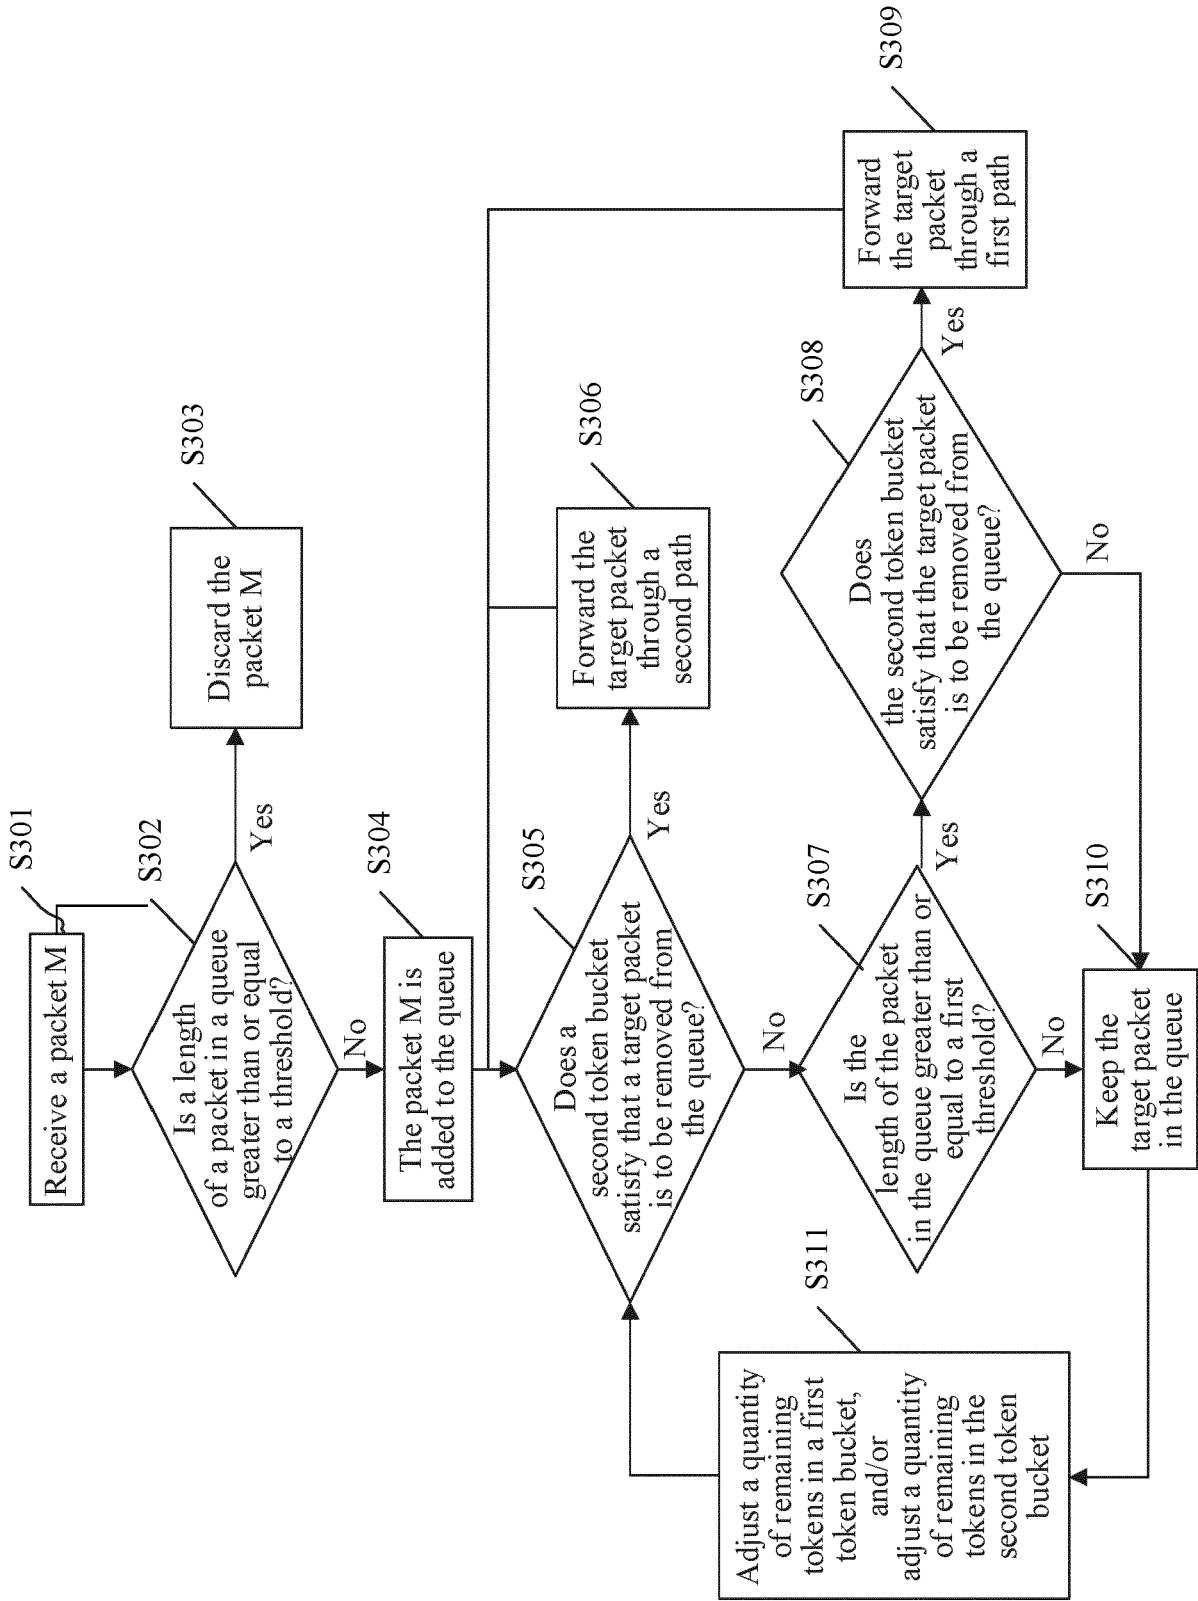 S301
Receive a packet M
S302
Is a length
of a packet in a queue
greater than or equal
to a threshold?
Yes
S303
Discard the
packet M
No
S304
The packet M is
added to the queue
S305
Does a
second token bucket
satisfy that a target packet
is to be removed from
the queue?
Yes
S306
Forward the
target packet
through a
second path
No
S307
Is the
length of the packet
in the queue greater than or
equal to a first
threshold?
Yes
S308
Does
the second token bucket
satisfy that the target packet
is to be removed from
the queue?
Yes
S309
Forward
the target
packet
through a
first path
No
No
S310
Keep the
target packet
in the queue
S311
Adjust a quantity
of remaining
tokens in a first
token bucket,
and/or
adjust a quantity
of remaining
tokens in the
second token
bucket